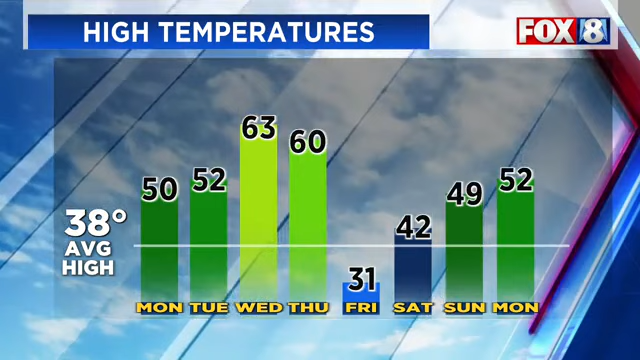 HIGH TEMPERATURES
FOX 8
63
60
50
52
52
49
42
31
38°
AVG
HIGH
MON TUE WED THU FRI SAT SUN MON